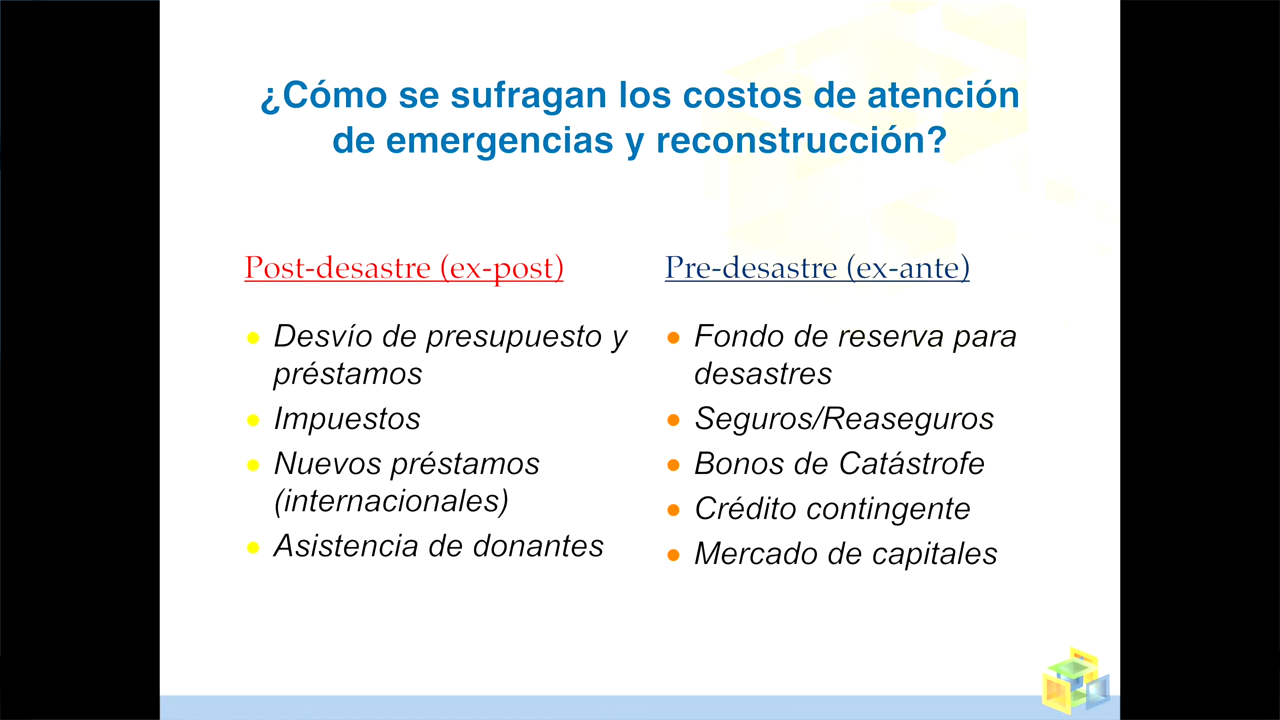 ¿Cómo se sufragan los costos de atención
de emergencias y reconstrucción?
Post-desastre (ex-post)
Desvío de presupuesto y
préstamos
Impuestos
Nuevos préstamos
(internacionales)
Asistencia de donantes
Pre-desastre (ex-ante)
Fondo de reserva para
desastres
Seguros/Reaseguros
Bonos de Catástrofe
Crédito contingente
Mercado de capitales